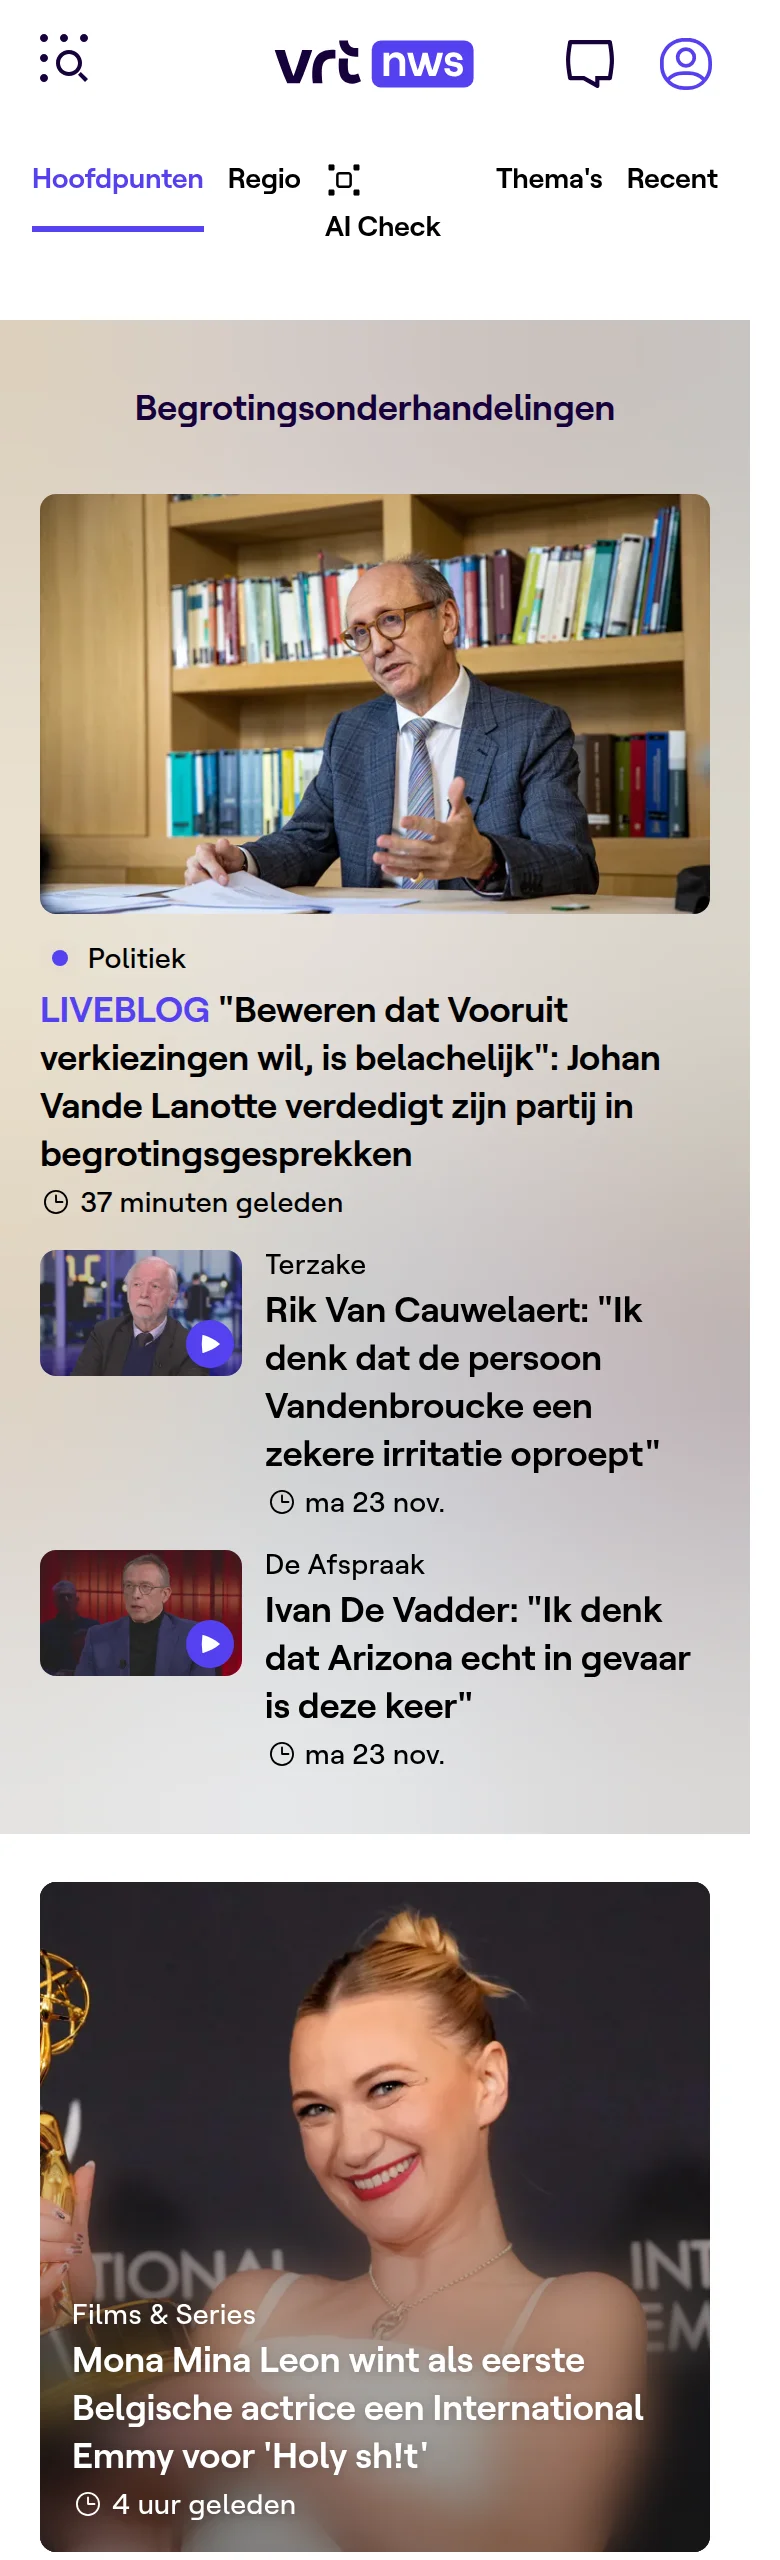 vrt nws
Hoofdpunten Regio AI Check Thema's Recent
Begrotingsonderhandelingen
Politiek
LIVEBLOG "Beweren dat Vooruit
verkiezingen wil, is belachelijk": Johan
Vande Lanotte verdedigt zijn partij in
begrotingsgesprekken
37 minuten geleden
Terzake
Rik Van Cauwelaert: "Ik
denk dat de persoon
Vandenbroucke een
zekere irritatie oproept"
ma 23 nov.
De Afspraak
Ivan De Vadder: "Ik denk
dat Arizona echt in gevaar
is deze keer"
ma 23 nov.
TIONAL
INT
EM
Films & Series
Mona Mina Leon wint als eerste
Belgische actrice een International
Emmy voor 'Holy sh!t'
4 uur geleden